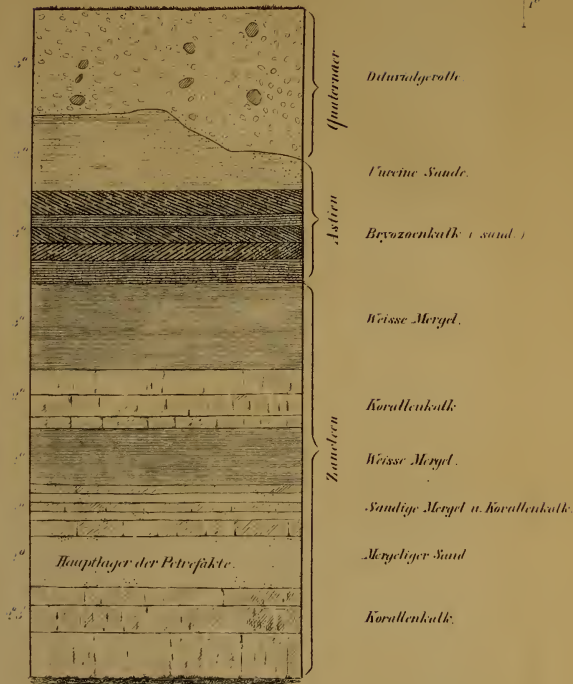 Quaternaer
Diluvialgerölle.
Unreine Sande.
Astien
Bryozoenkalk (sand.)
Weisse Mergel.
Korallenkalk
Zancleen
Weisse Mergel.
Sandige Mergel u. Korallenkalk.
Hauptlager der Petrefakte.
Mergeliger Sand
Korallenkalk.